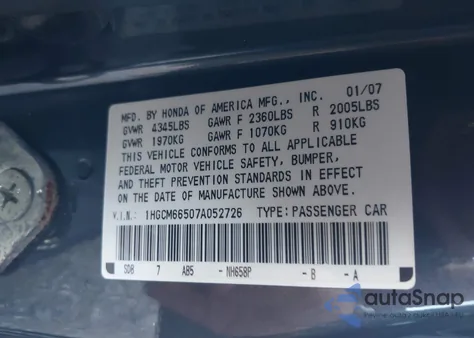 MFD. BY HONDA OF AMERICA MFG., INC. 01/07
GVWR 4345LBS GAWR F 2360LBS R 2005LBS
GVWR 1970KG GAWR F 1070KG R 910KG
THIS VEHICLE CONFORMS TO ALL APPLICABLE
FEDERAL MOTOR VEHICLE SAFETY, BUMPER,
AND THEFT PREVENTION STANDARDS IN EFFECT
ON THE DATE OF MANUFACTURE SHOWN ABOVE.
V.I.N.: 1HGCM66507A052726 TYPE: PASSENGER CAR
SDB 7 AB5 - NH658P - B - A
autoSnap